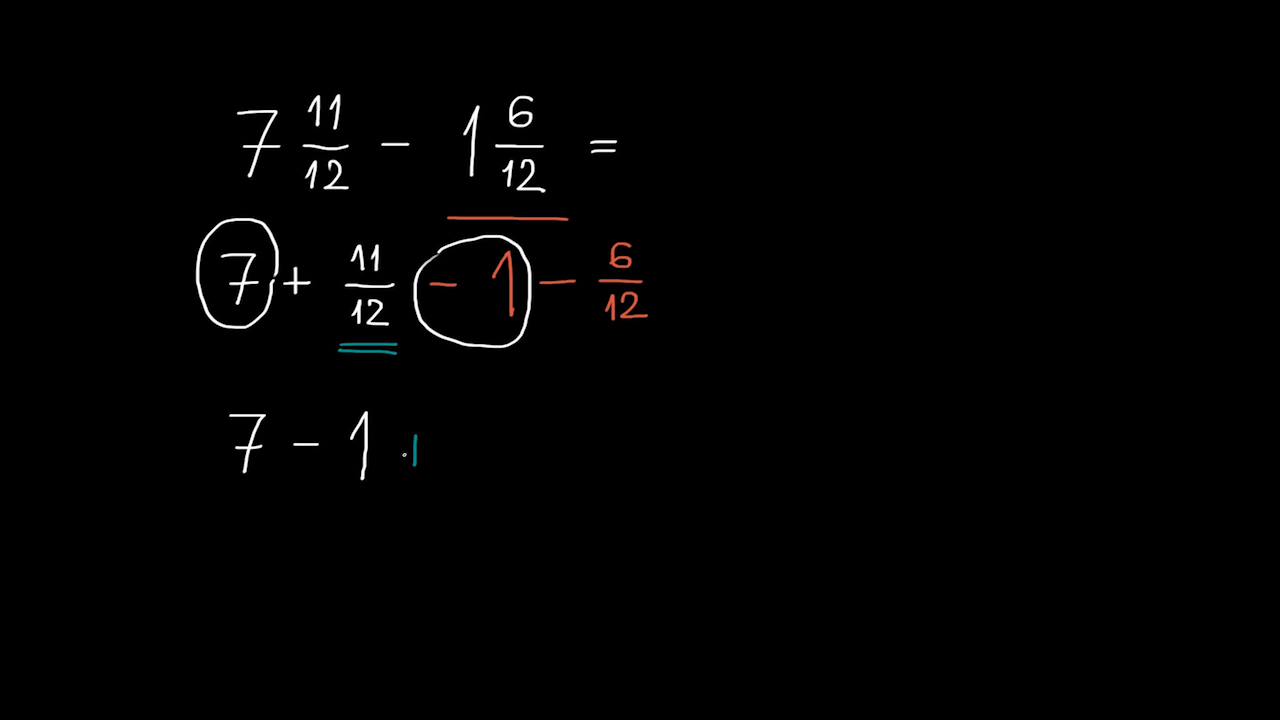 7 11/12 - 1 6/12 =
7 + 11/12 - 1 - 6/12
7 - 1